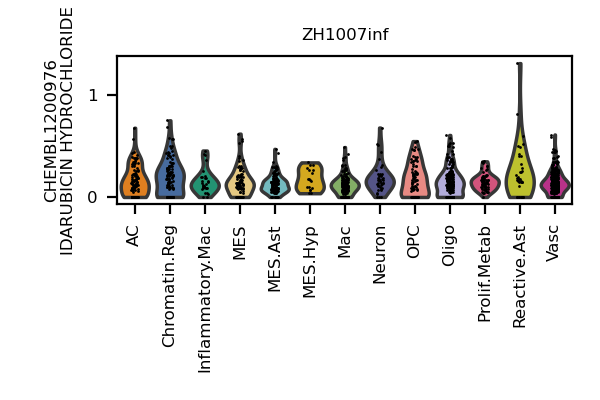 ZH1007inf
CHEMBL1200976
IDARUBICIN HYDROCHLORIDE
1
0
AC
Chromatin.Reg
Inflammatory.Mac
MES
MES.Ast
MES.Hyp
Mac
Neuron
OPC
Oligo
Prolif.Metab
Reactive.Ast
Vasc